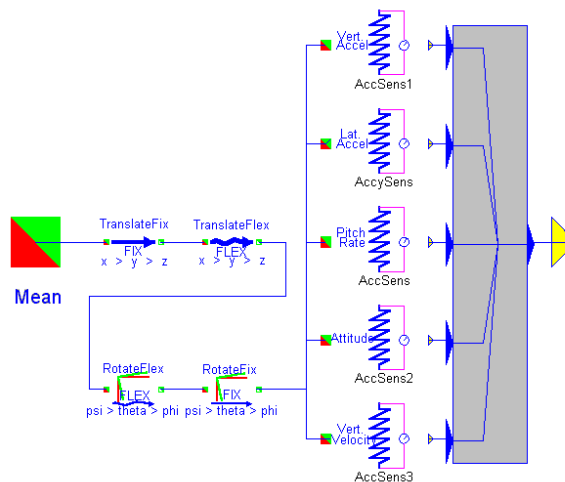 Vert.
Accel
AccSens1
Lat.
Accel
AccySens
TranslateFix
FIX
x > y > z
TranslateFlex
FLEX
x > y > z
Pitch
Rate
AccSens
Mean
RotateFlex
FLEX
psi > theta > phi
RotateFix
FIX
psi > theta > phi
Attitude
AccSens2
Vert.
Velocity
AccSens3